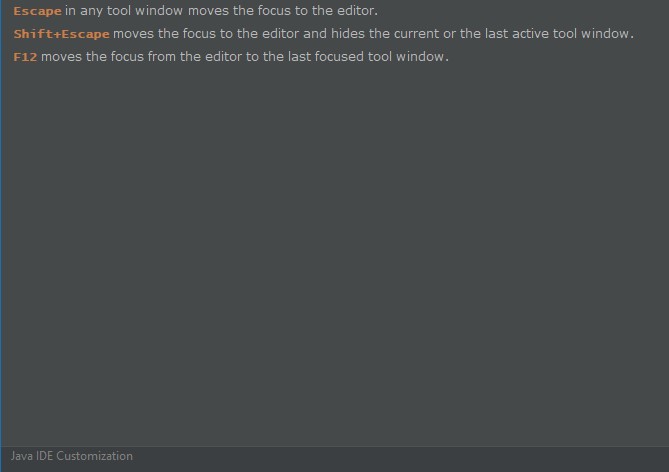 Escape in any tool window moves the focus to the editor.
Shift+Escape moves the focus to the editor and hides the current or the last active tool window.
F12 moves the focus from the editor to the last focused tool window.
Java IDE Customization